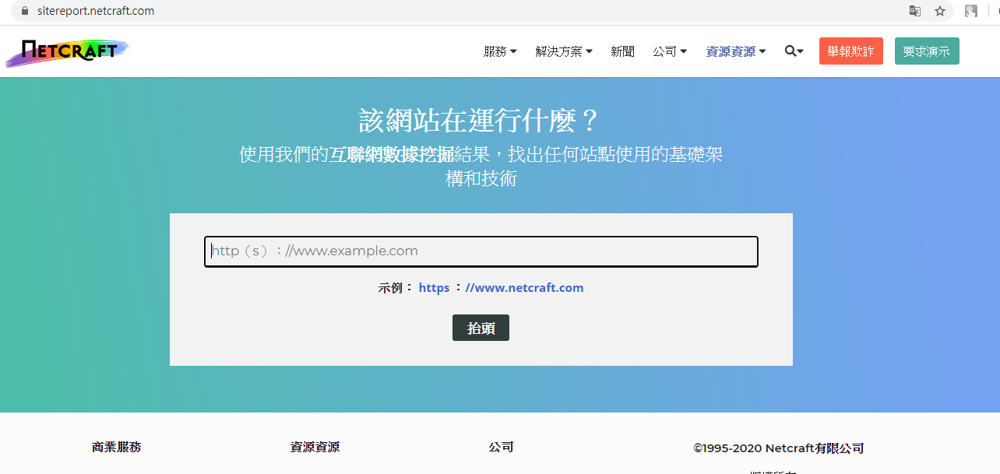 sitereport.netcraft.com
NETCRAFT
服務 解決方案 新聞 公司 資源資源 舉報欺詐 要求演示
該網站在運行什麼？
使用我們的互聯網數據挖掘結果，找出任何站點使用的基礎架
構和技術
http（s）：//www.example.com
示例： https ：//www.netcraft.com
抬頭
商業服務 資源資源 公司 ©1995-2020 Netcraft有限公司